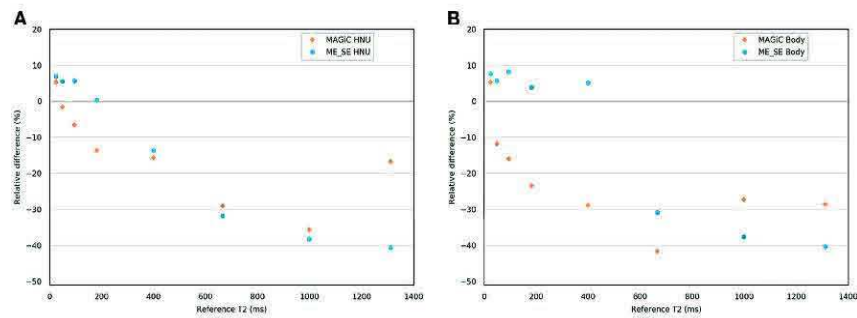 A
20
10
0
−10
−20
−30
−40
−50
Relative difference (%)
MAGiC HNU
ME_SE HNU
0 200 400 600 800 1000 1200 1400
Reference T2 (ms)
B
20
10
0
−10
−20
−30
−40
−50
Relative difference (%)
MAGiC Body
ME_SE Body
0 200 400 600 800 1000 1200 1400
Reference T2 (ms)